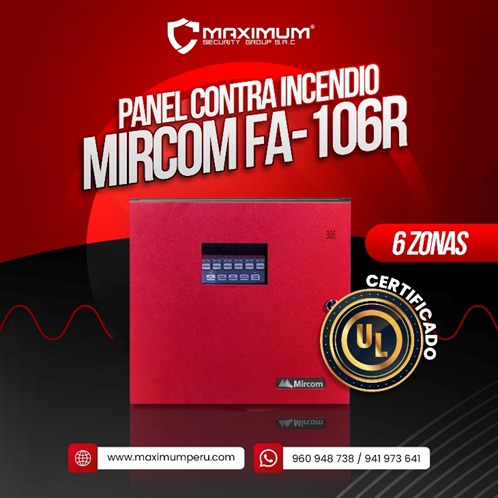 MAXIMUM®
SECURITY GROUP S.A.C
PANEL CONTRA INCENDIO
MIRCOM FA-106R
6 ZONAS
CERTIFICADO
UL
Mircom
www.maximumperu.com
960 948 738 / 941 973 641